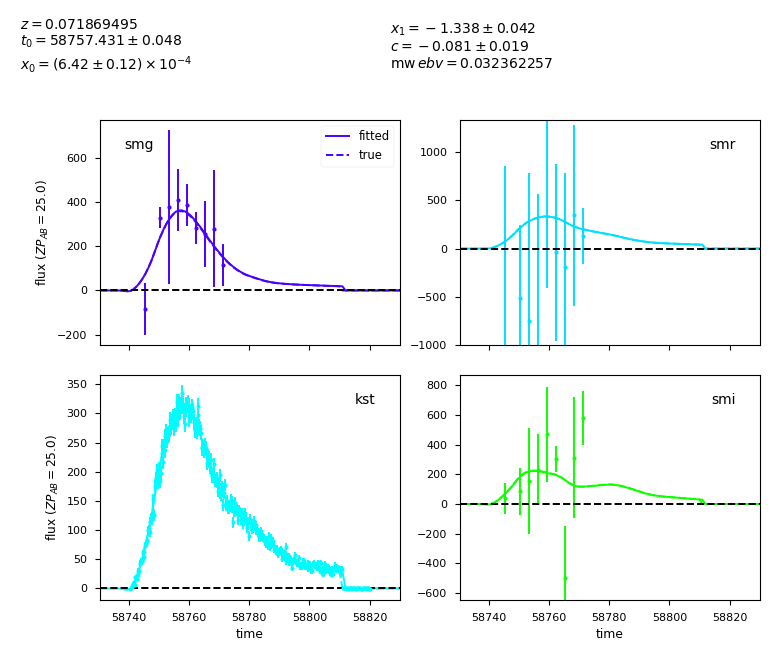 z = 0.071869495
t₀ = 58757.431 ± 0.048
x₀ = (6.42 ± 0.12) × 10⁻⁴
x₁ = −1.338 ± 0.042
c = −0.081 ± 0.019
mw ebv = 0.032362257
smg
fitted
true
flux (ZP_AB = 25.0)
600
400
200
0
−200
smr
1000
500
0
−500
−1000
kst
flux (ZP_AB = 25.0)
350
300
250
200
150
100
50
0
58740 58760 58780 58800 58820
time
smi
800
600
400
200
0
−200
−400
−600
58740 58760 58780 58800 58820
time